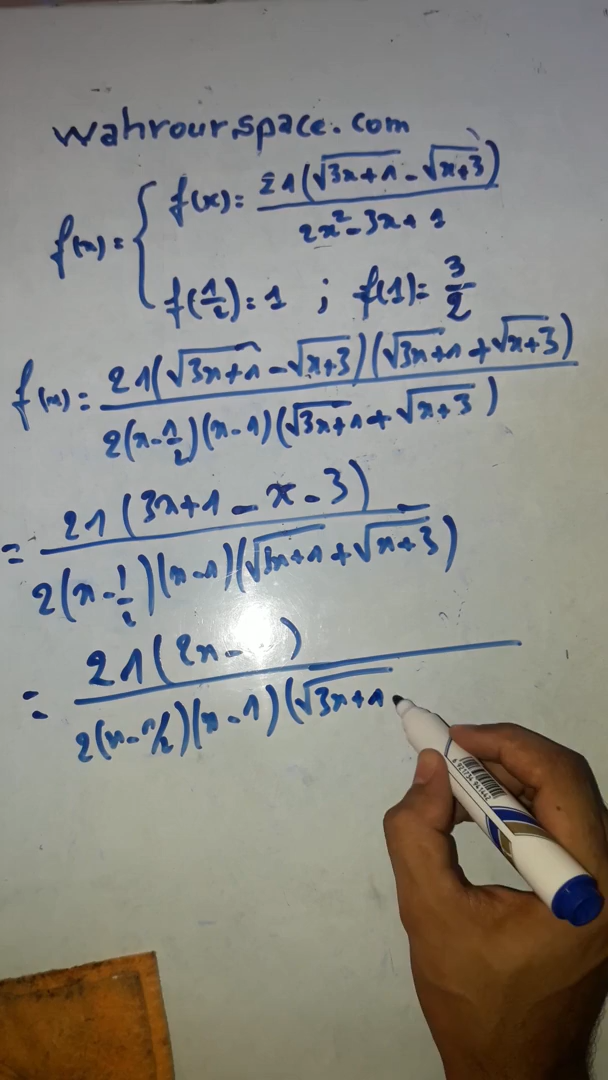 wahrour.space.com
f(x) = { f(x) = 21(√3x+1 - √x+3) / 2x² - 3x + 1
f(1/2) = 1 ; f(1) = 3/2
f(x) = 21(√3x+1 - √x+3)(√3x+1 + √x+3) / 2(x - 1/2)(x - 1)(√3x+1 + √x+3)
= 21(3x+1 - x - 3) / 2(x - 1/2)(x - 1)(√3x+1 + √x+3)
= 21(2x - ) / 2(x - 1/2)(x - 1)(√3x+1